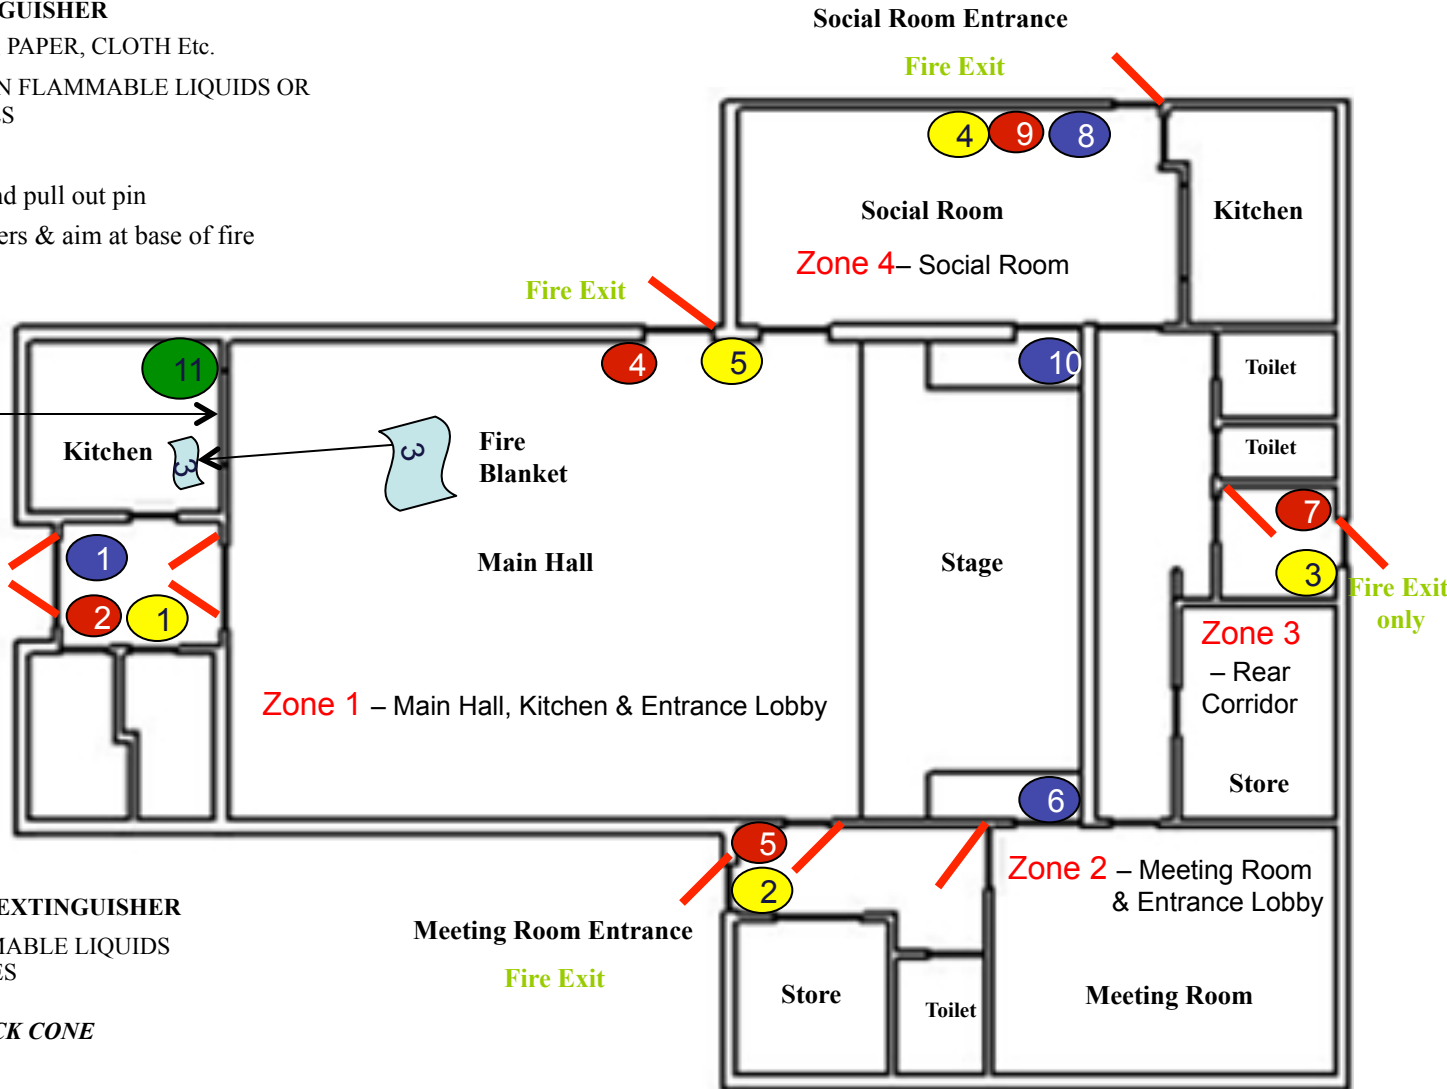 GUISHER
PAPER, CLOTH Etc.
N FLAMMABLE LIQUIDS OR
ES
nd pull out pin
ers & aim at base of fire
Social Room Entrance
Fire Exit
4 9 8
Social Room
Kitchen
Zone 4– Social Room
Fire Exit
11
4
5
10
Toilet
Kitchen
3
3
Fire
Blanket
Toilet
7
1
Main Hall
Stage
3
Fire Exit
only
2
1
Zone 3
– Rear
Corridor
Zone 1 – Main Hall, Kitchen & Entrance Lobby
Store
6
5
2
Zone 2 – Meeting Room
& Entrance Lobby
Meeting Room Entrance
Fire Exit
Store
Toilet
Meeting Room
EXTINGUISHER
MABLE LIQUIDS
ES
CK CONE